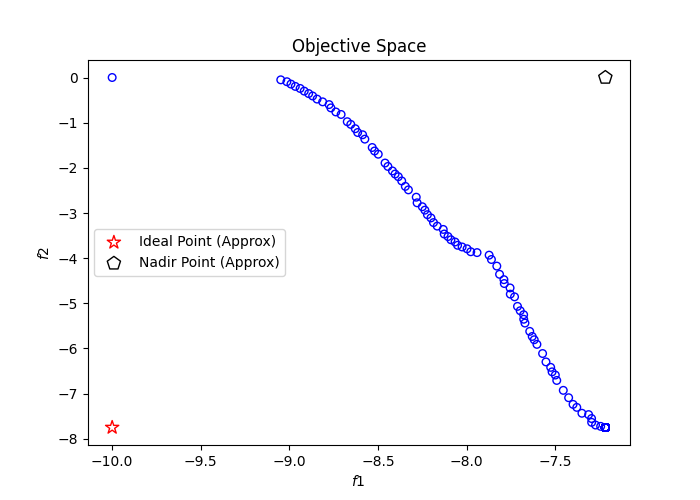 Objective Space
0
−1
−2
−3
−4
−5
−6
−7
−8
f2
Ideal Point (Approx)
Nadir Point (Approx)
−10.0 −9.5 −9.0 −8.5 −8.0 −7.5
f1